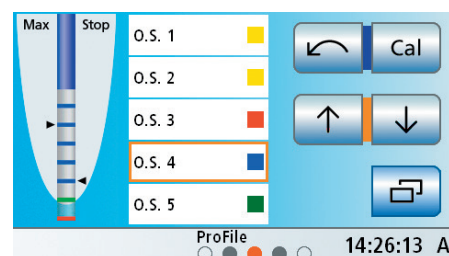 Max Stop
O.S. 1
O.S. 2
O.S. 3
O.S. 4
O.S. 5
Cal
ProFile
14:26:13 A